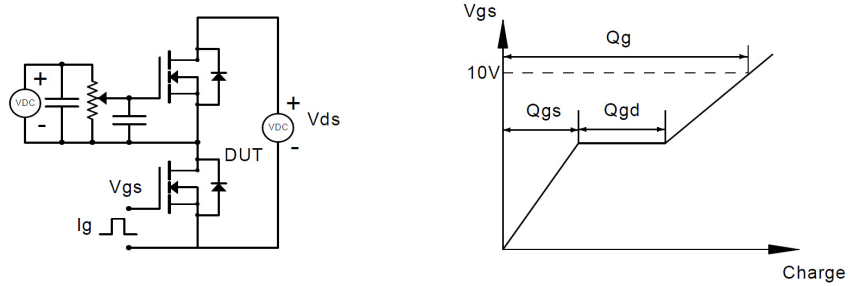 +
VDC
-
+
VDC
-
Vds
DUT
Vgs
Ig
Vgs
Qg
10V
Qgs
Qgd
Charge